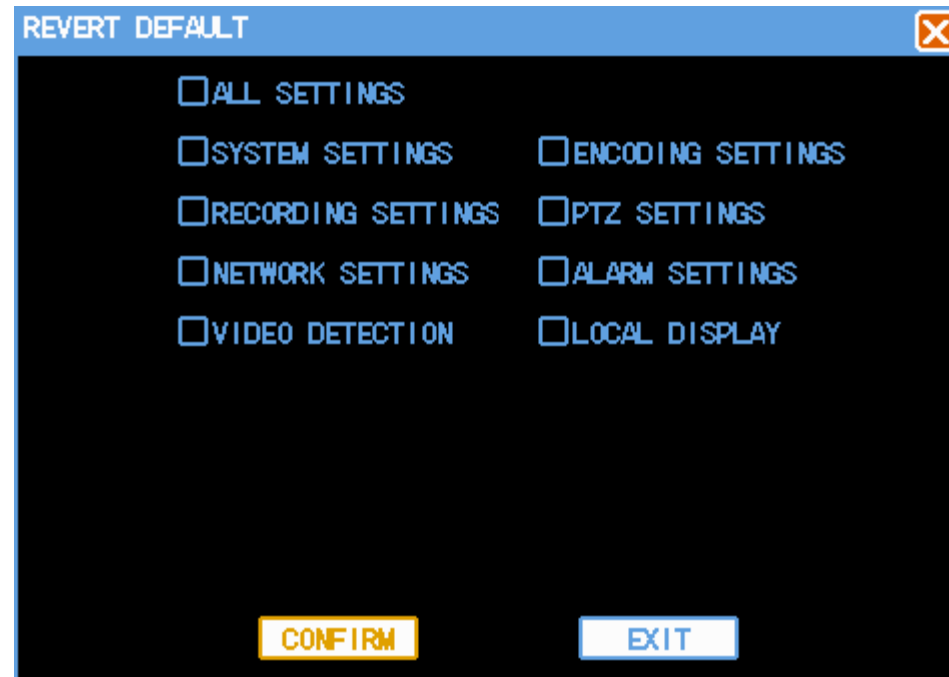 REVERT DEFAULT
ALL SETTINGS
SYSTEM SETTINGS ENCODING SETTINGS
RECORDING SETTINGS PTZ SETTINGS
NETWORK SETTINGS ALARM SETTINGS
VIDEO DETECTION LOCAL DISPLAY
CONFIRM EXIT